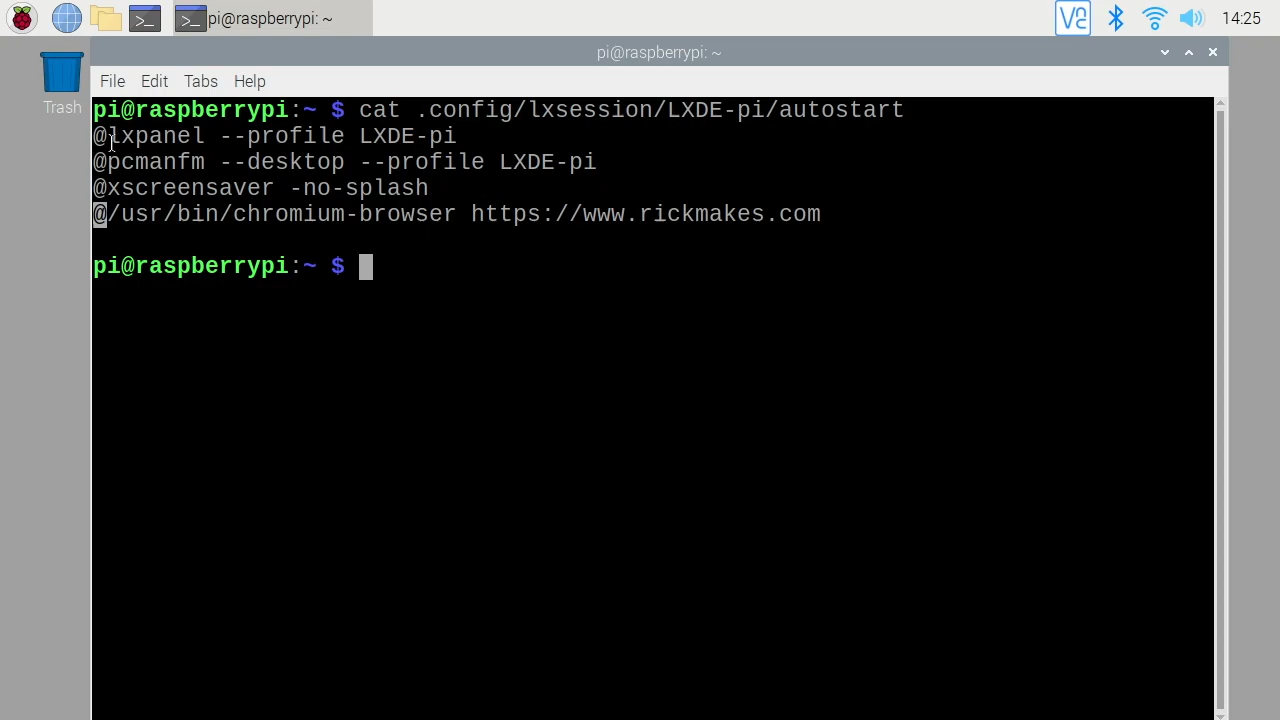 pi@raspberrypi: ~
14:25
pi@raspberrypi: ~
Trash
File Edit Tabs Help
pi@raspberrypi:~ $ cat .config/lxsession/LXDE-pi/autostart
@lxpanel --profile LXDE-pi
@pcmanfm --desktop --profile LXDE-pi
@xscreensaver -no-splash
@/usr/bin/chromium-browser https://www.rickmakes.com
pi@raspberrypi:~ $